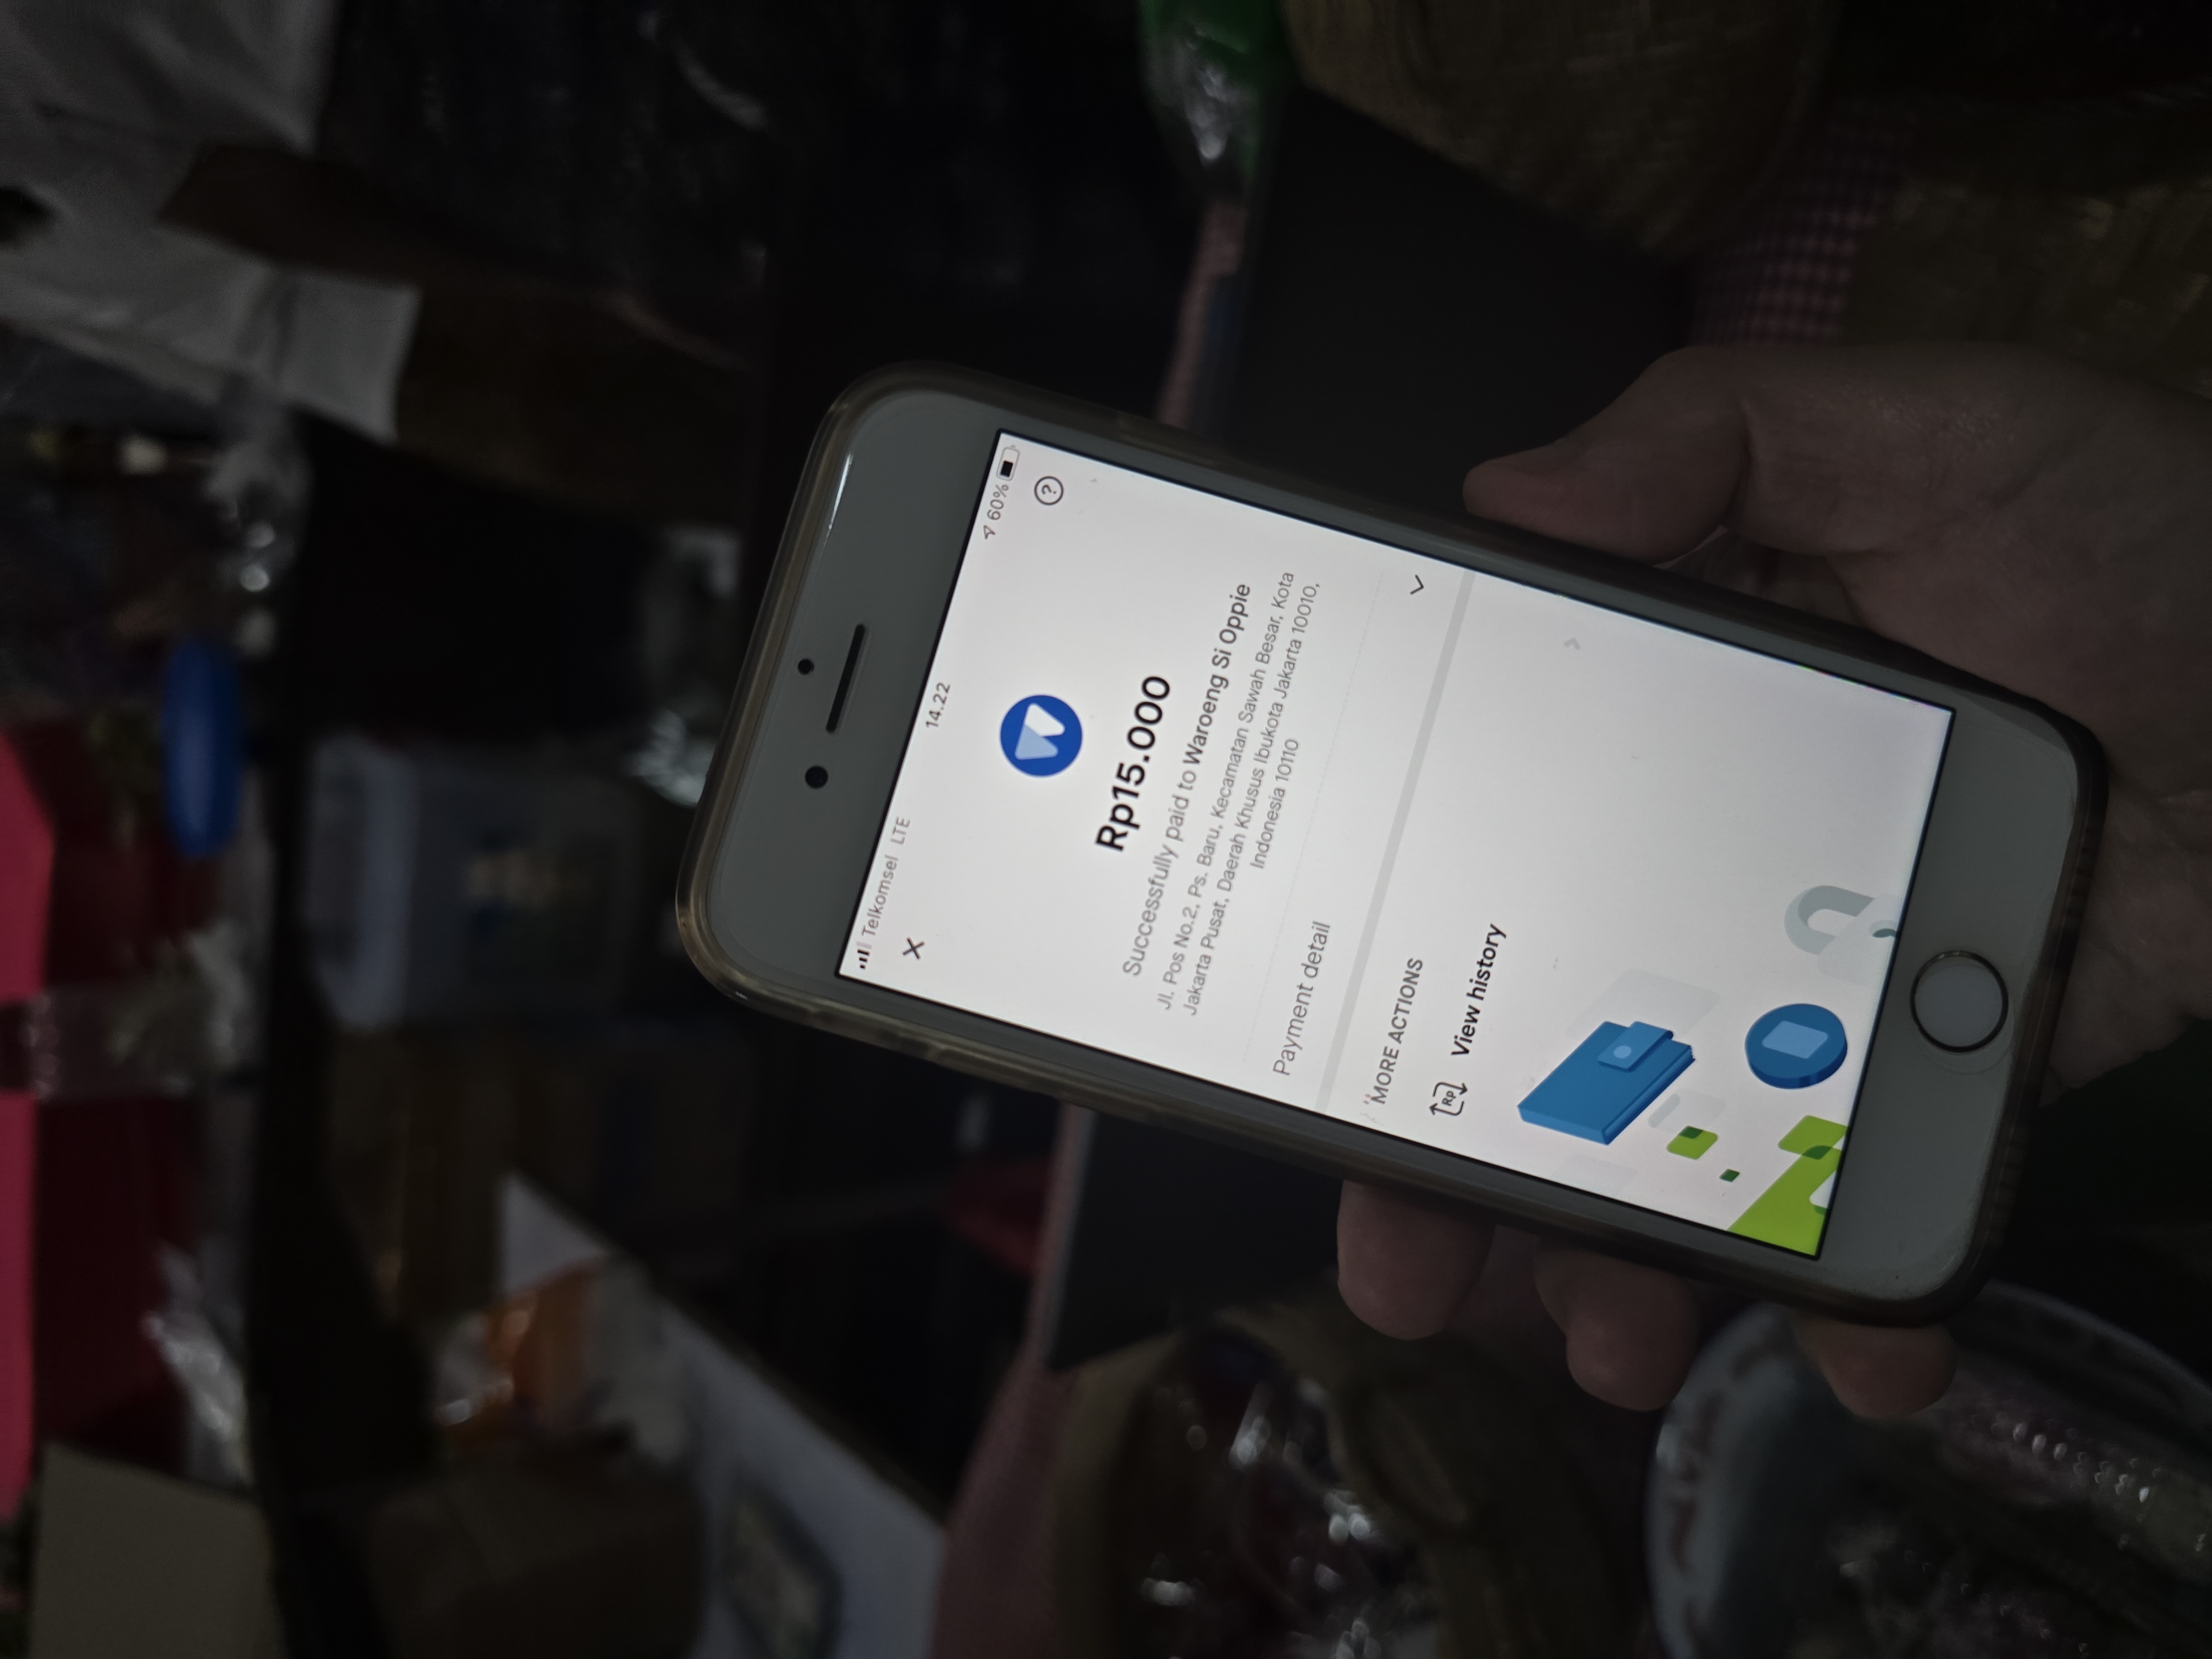 Telkomsel LTE
14.22
60%
Rp15.000
Successfully paid to Waroeng Si Oppie
Jl. Pos No.2, Ps. Baru, Kecamatan Sawah Besar, Kota
Jakarta Pusat, Daerah Khusus Ibukota Jakarta 10010,
Indonesia 10110
Payment detail
MORE ACTIONS
Rp
View history